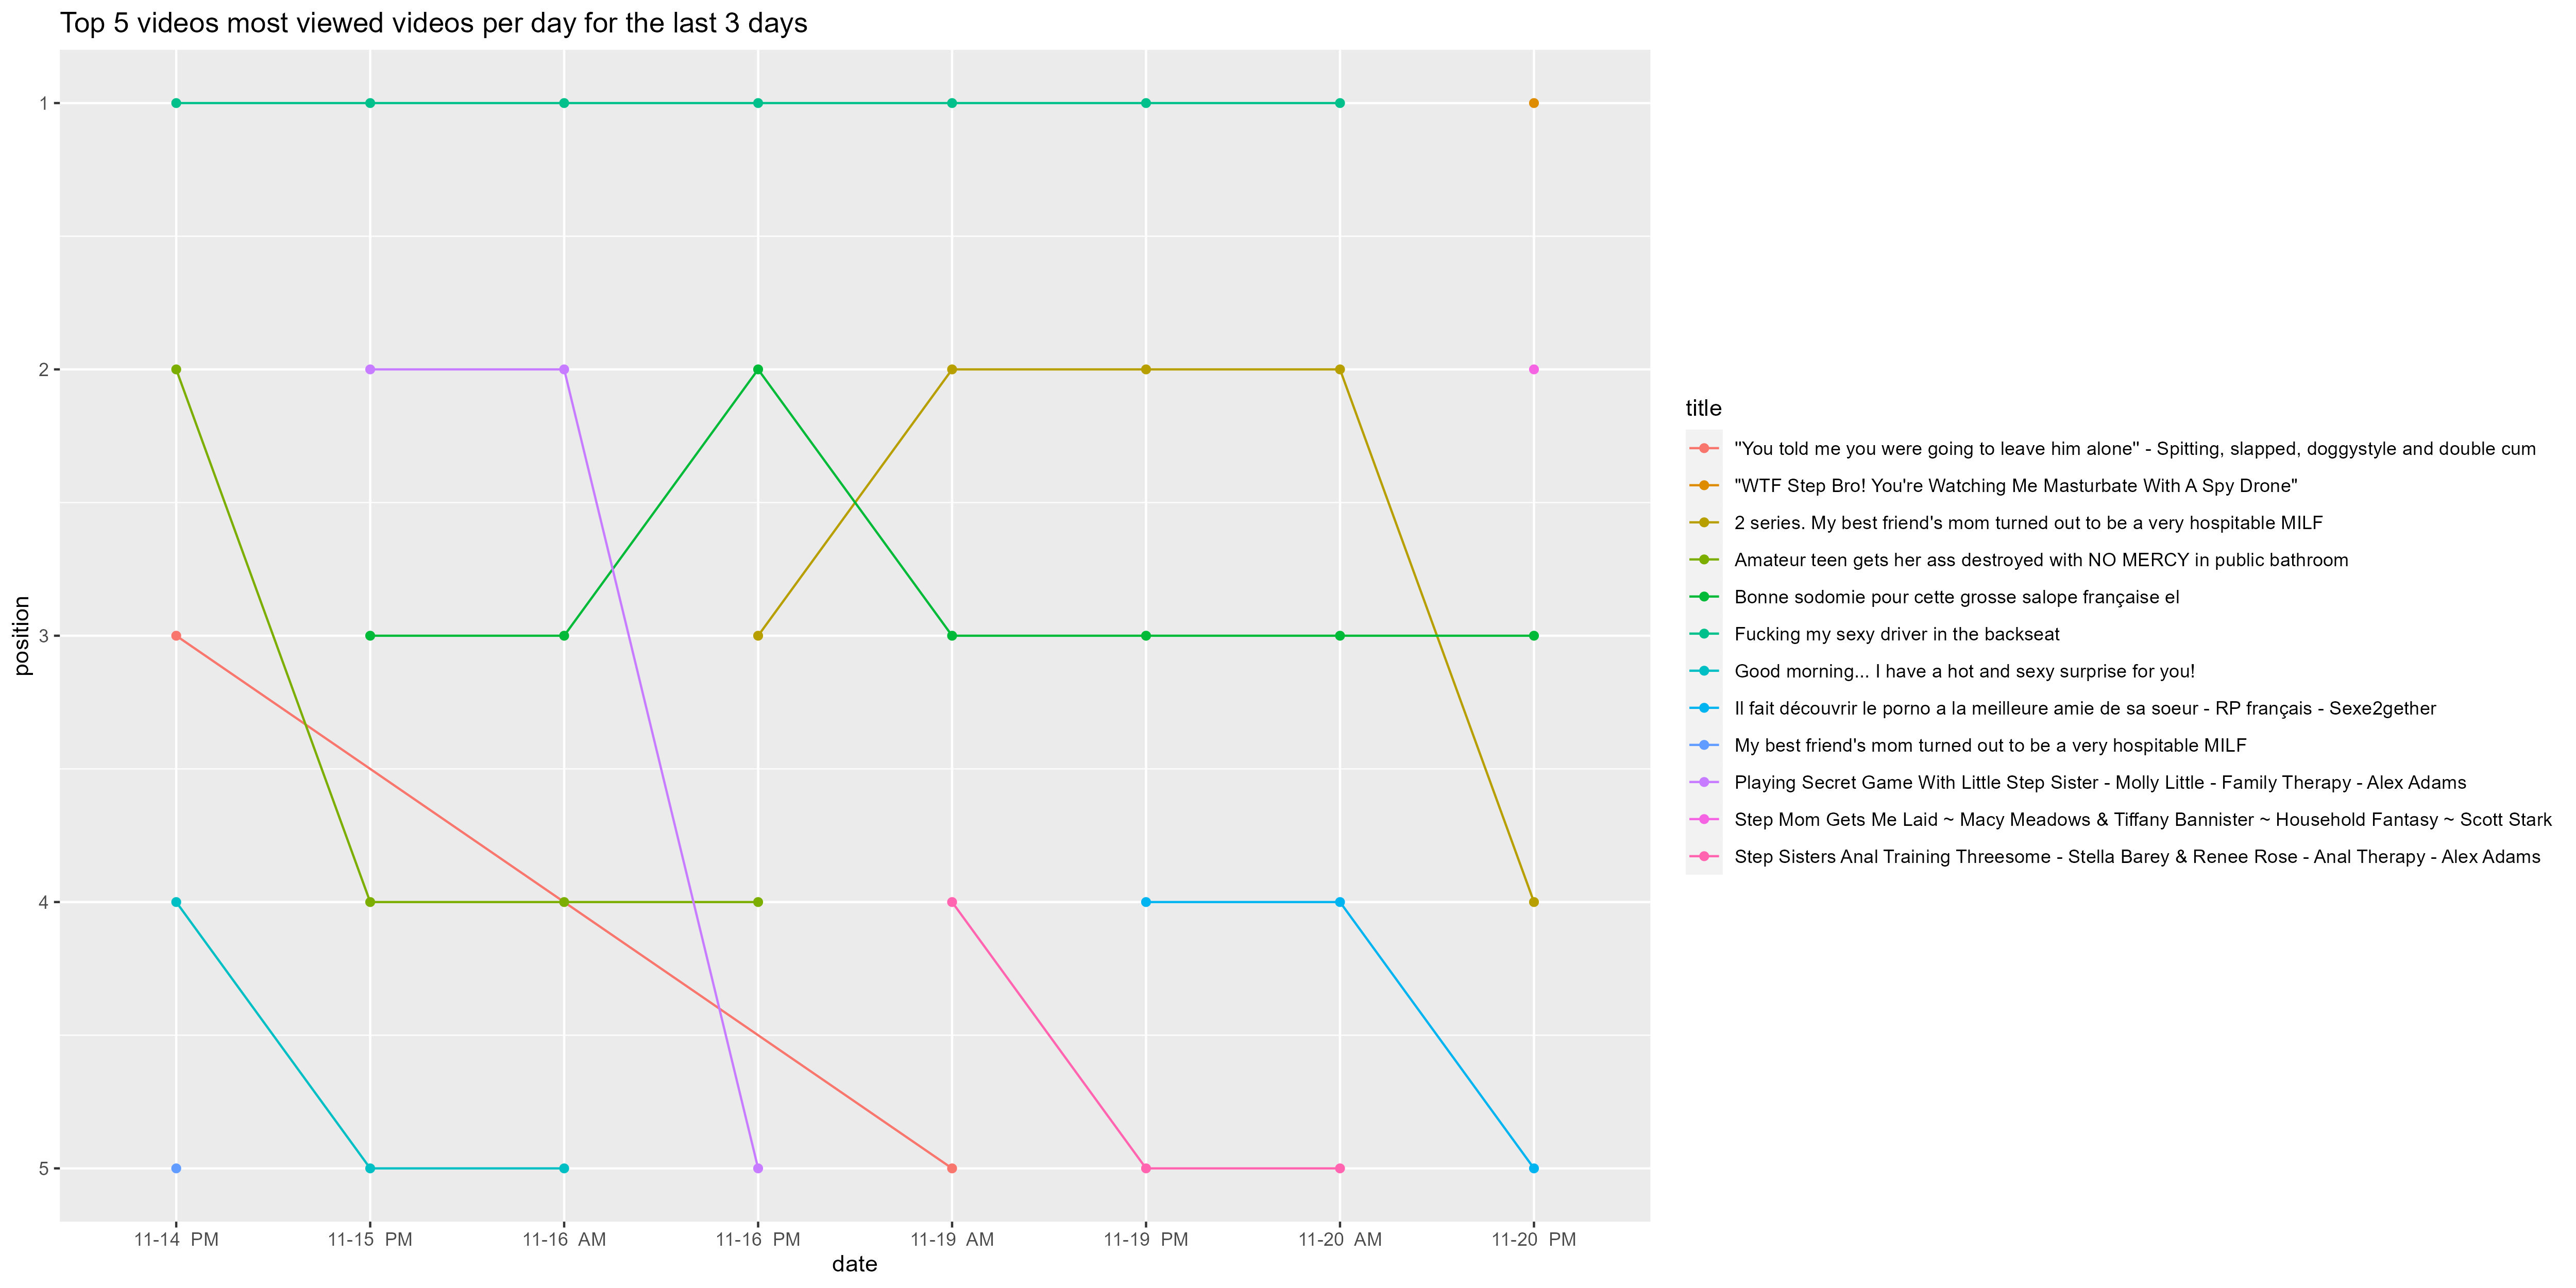 Top 5 videos most viewed videos per day for the last 3 days
position
1
2
3
4
5
11-14 PM
11-15 PM
11-16 AM
11-16 PM
11-19 AM
11-19 PM
11-20 AM
11-20 PM
date
title
"You told me you were going to leave him alone" - Spitting, slapped, doggystyle and double cum
"WTF Step Bro! You're Watching Me Masturbate With A Spy Drone"
2 series. My best friend's mom turned out to be a very hospitable MILF
Amateur teen gets her ass destroyed with NO MERCY in public bathroom
Bonne sodomie pour cette grosse salope française el
Fucking my sexy driver in the backseat
Good morning... I have a hot and sexy surprise for you!
Il fait découvrir le porno a la meilleure amie de sa soeur - RP français - Sexe2gether
My best friend's mom turned out to be a very hospitable MILF
Playing Secret Game With Little Step Sister - Molly Little - Family Therapy - Alex Adams
Step Mom Gets Me Laid ~ Macy Meadows & Tiffany Bannister ~ Household Fantasy ~ Scott Stark
Step Sisters Anal Training Threesome - Stella Barey & Renee Rose - Anal Therapy - Alex Adams